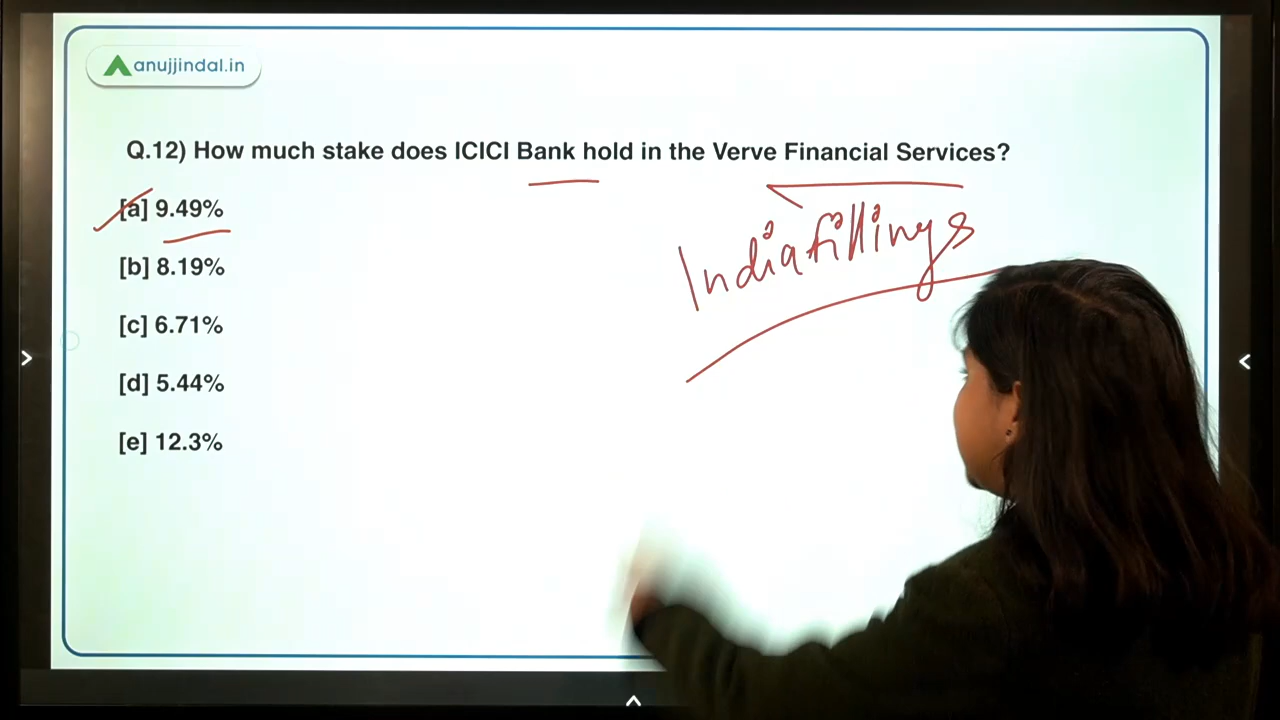 anujjindal.in
Q.12) How much stake does ICICI Bank hold in the Verve Financial Services?
[a] 9.49%
[b] 8.19%
[c] 6.71%
[d] 5.44%
[e] 12.3%
Indiafillings